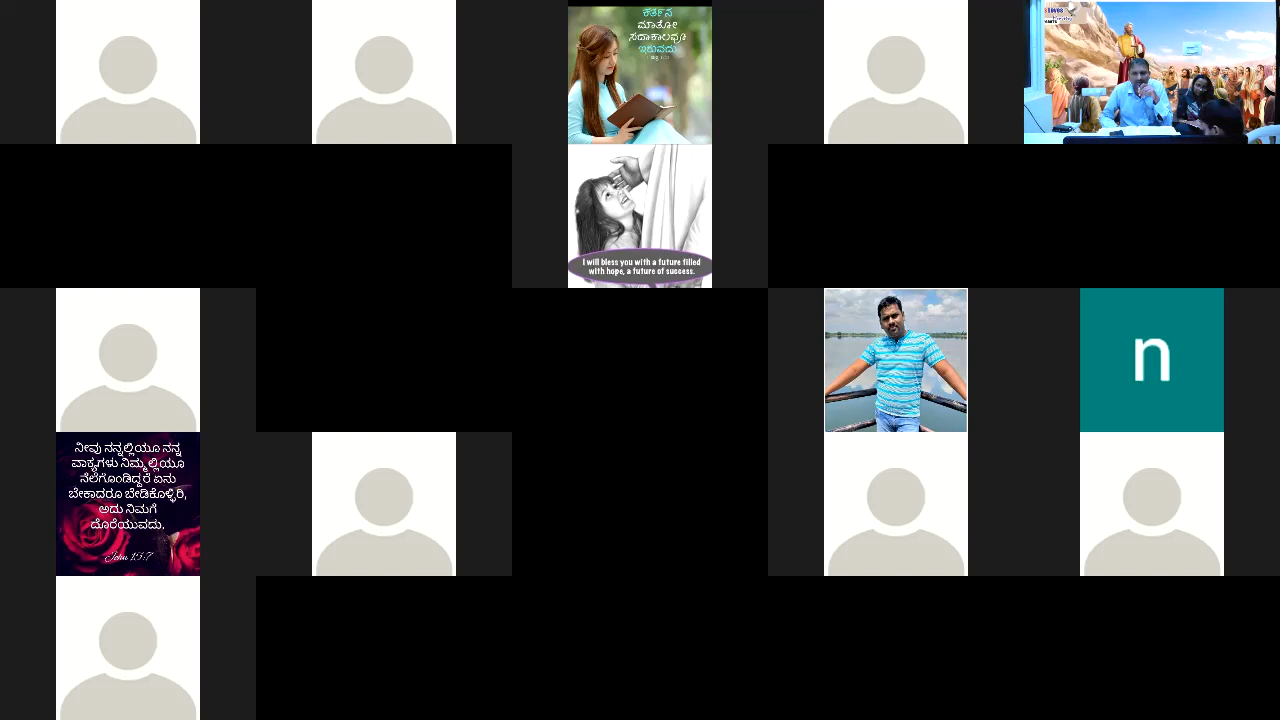 ಕರ್ತನ
ಮಾತೋ
ಸದಾಕಾಲವೂ
ಇರುವದು
Loves
I will bless you with a future filled
with hope, a future of success.
n
ನೀವು ನನ್ನಲ್ಲಿಯೂ ನನ್ನ
ವಾಕ್ಯಗಳು ನಿಮ್ಮಲ್ಲಿಯೂ
ನೆಲೆಗೊಂಡಿದ್ದರೆ ಏನು
ಬೇಕಾದರೂ ಬೇಡಿಕೊಳ್ಳಿರಿ,
ಅದು ನಿಮಗೆ
ದೊರೆಯುವದು.
John 15:7